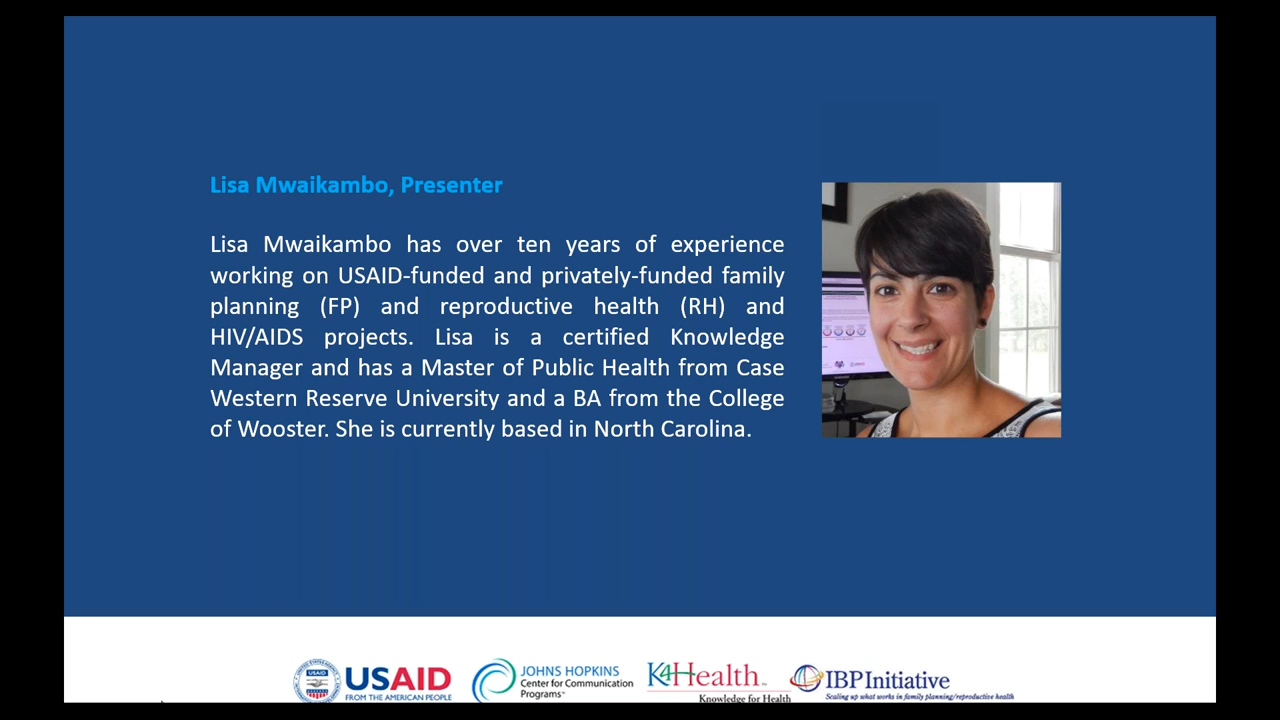 Lisa Mwaikambo, Presenter
Lisa Mwaikambo has over ten years of experience
working on USAID-funded and privately-funded family
planning (FP) and reproductive health (RH) and
HIV/AIDS projects. Lisa is a certified Knowledge
Manager and has a Master of Public Health from Case
Western Reserve University and a BA from the College
of Wooster. She is currently based in North Carolina.
USAID
USAID
FROM THE AMERICAN PEOPLE
JOHNS HOPKINS
Center for Communication
Programs
K4Health™
Knowledge for Health
IBPInitiative
Scaling up what works in family planning/reproductive health